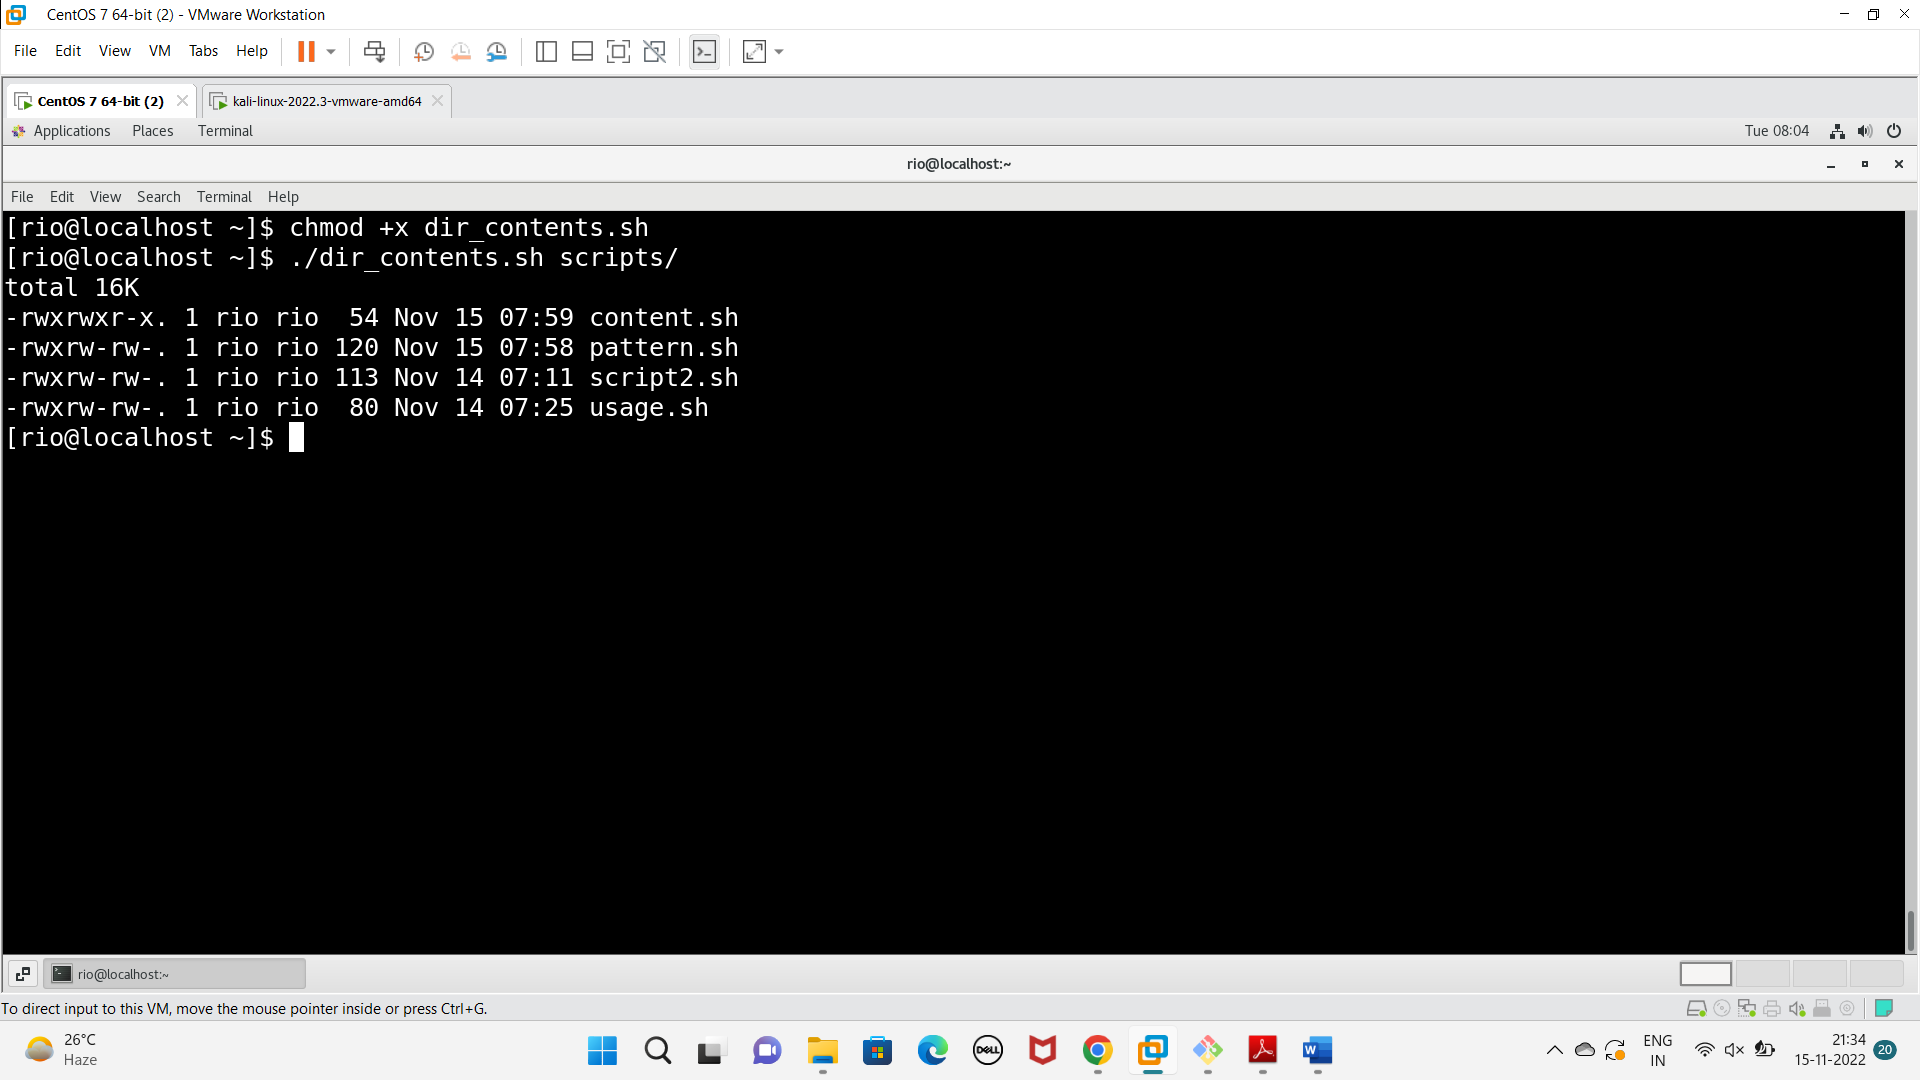 CentOS 7 64-bit (2) - VMware Workstation
File Edit View VM Tabs Help
CentOS 7 64-bit (2) kali-linux-2022.3-vmware-amd64
Applications Places Terminal Tue 08:04
rio@localhost:~
File Edit View Search Terminal Help
[rio@localhost ~]$ chmod +x dir_contents.sh
[rio@localhost ~]$ ./dir_contents.sh scripts/
total 16K
-rwxrwxr-x. 1 rio rio  54 Nov 15 07:59 content.sh
-rwxrw-rw-. 1 rio rio 120 Nov 15 07:58 pattern.sh
-rwxrw-rw-. 1 rio rio 113 Nov 14 07:11 script2.sh
-rwxrw-rw-. 1 rio rio  80 Nov 14 07:25 usage.sh
[rio@localhost ~]$
rio@localhost:~
To direct input to this VM, move the mouse pointer inside or press Ctrl+G.
26°C
Haze
DELL
ENG
IN
21:34
15-11-2022
20